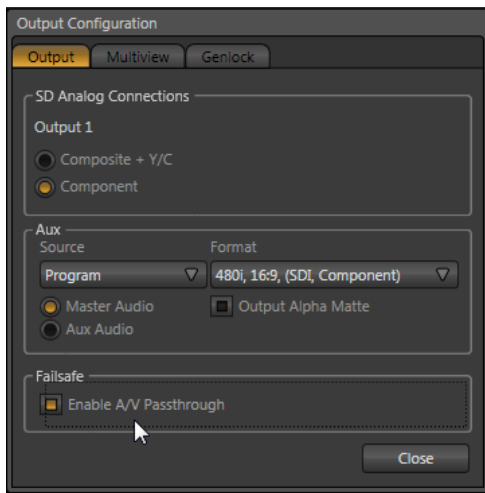 Output Configuration
Output Multiview Genlock
SD Analog Connections
Output 1
Composite + Y/C
Component
Aux
Source Format
Program 480i, 16:9, (SDI, Component)
Master Audio Output Alpha Matte
Aux Audio
Failsafe
Enable A/V Passthrough
Close